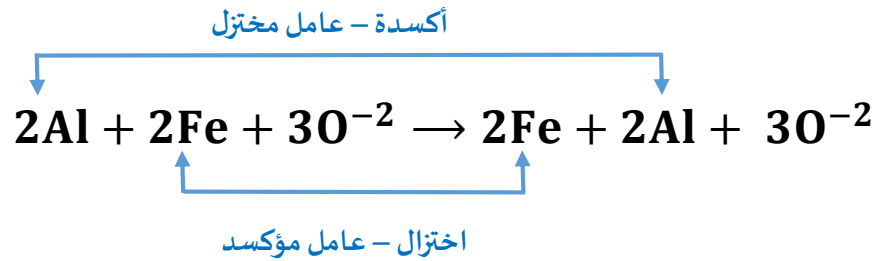 أكسدة – عامل مختزل
2Al + 2Fe + 3O⁻² ⟶ 2Fe + 2Al + 3O⁻²
اختزال – عامل مؤكسد